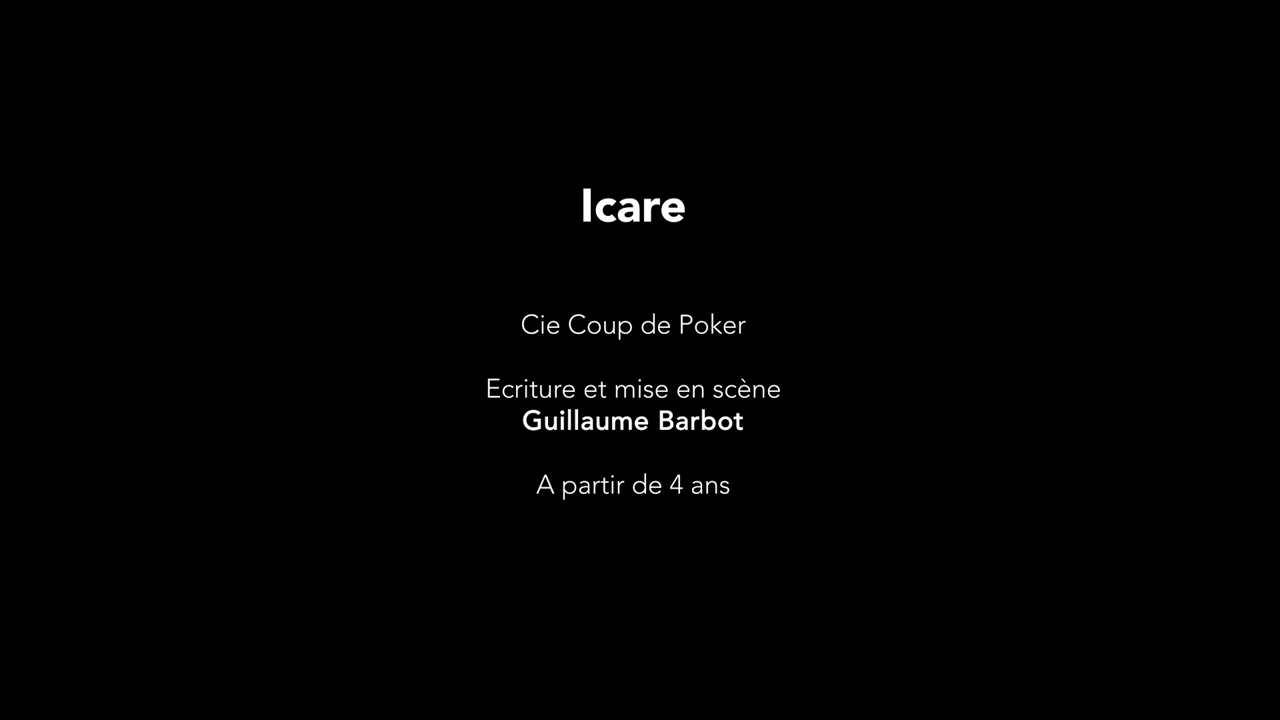 Icare
Cie Coup de Poker
Ecriture et mise en scène
Guillaume Barbot
A partir de 4 ans